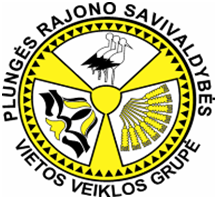 PLUNGĖS RAJONO SAVIVALDYBĖS
VIETOS VEIKLOS GRUPĖ